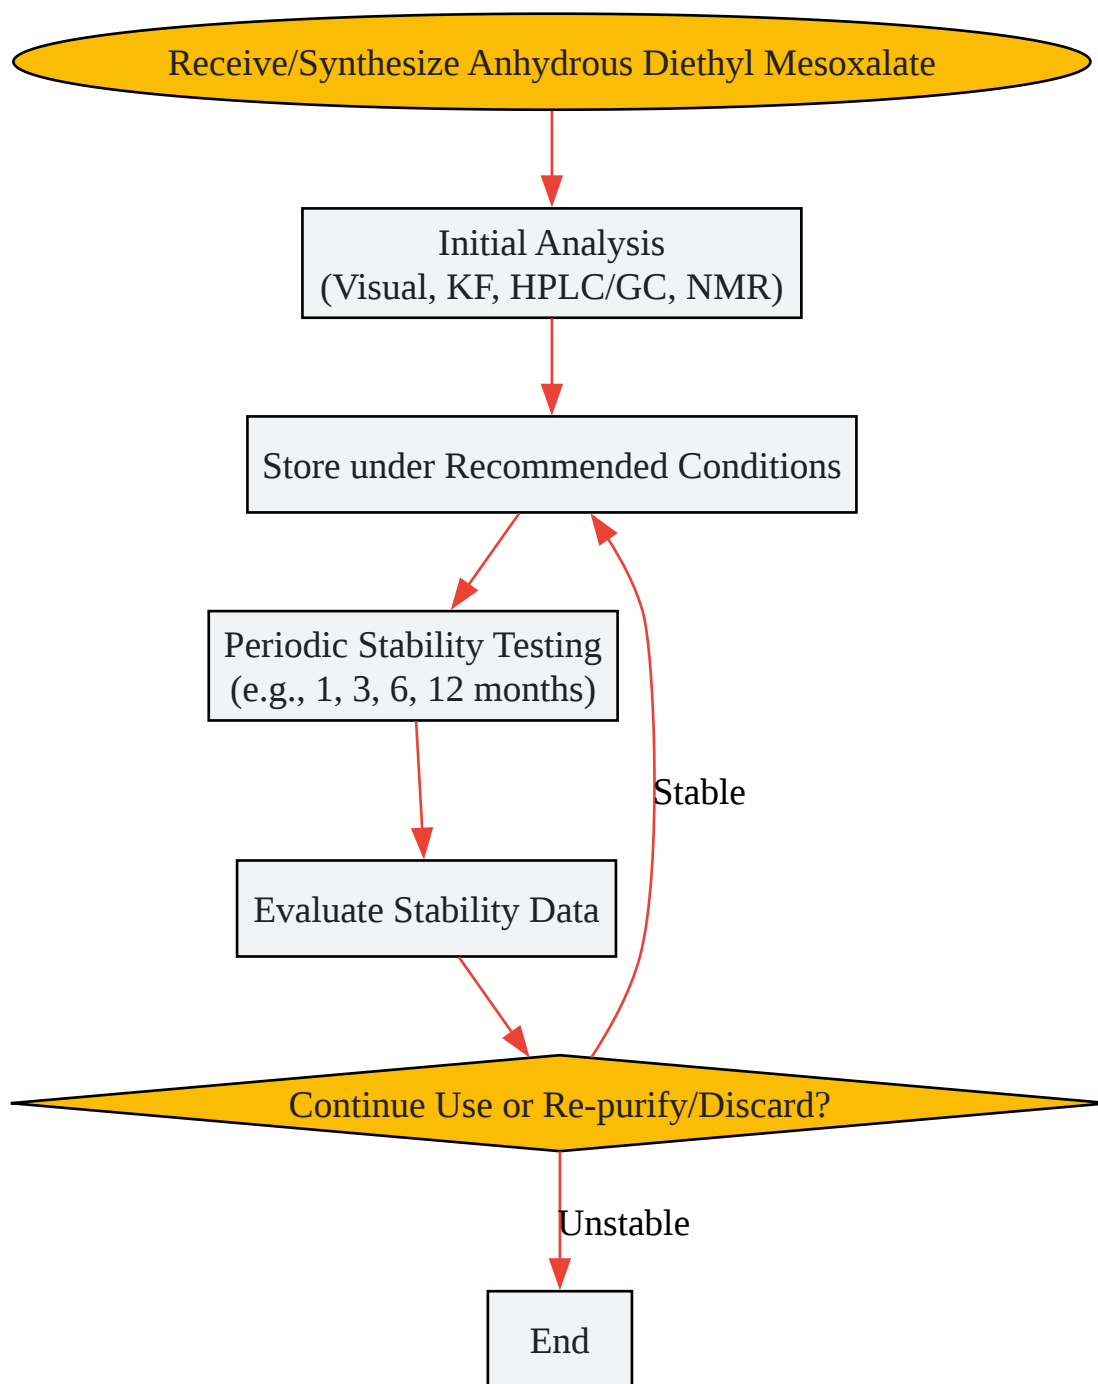 Receive/Synthesize Anhydrous Diethyl Mesoxalate
Initial Analysis
(Visual, KF, HPLC/GC, NMR)
Store under Recommended Conditions
Periodic Stability Testing
(e.g., 1, 3, 6, 12 months)
Stable
Evaluate Stability Data
Continue Use or Re-purify/Discard?
Unstable
End